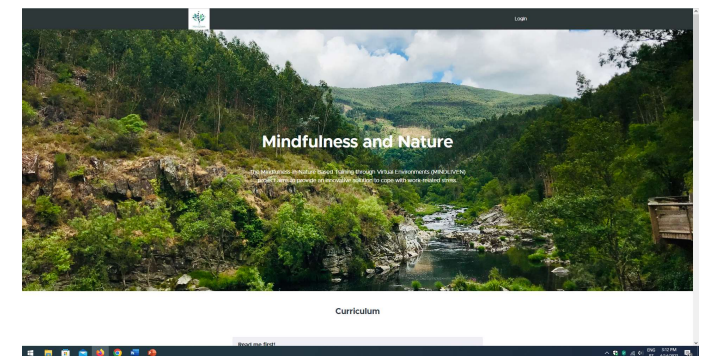 Login
Mindfulness and Nature
The Mindfulness in Nature Based Training through Virtual Environments (MINDLIVEN)
project aims to provide an innovative solution to cope with work-related stress.
Curriculum
Read me first!
ENG